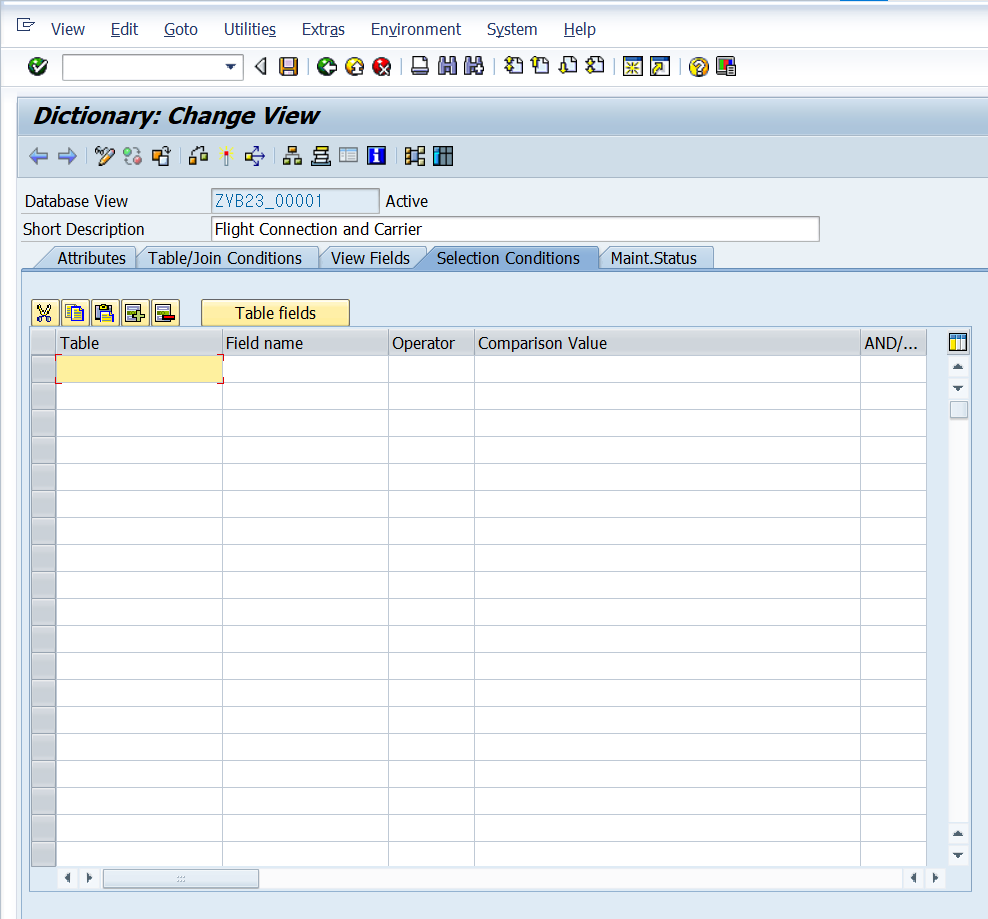 View Edit Goto Utilities Extras Environment System Help
Dictionary: Change View
Database View ZVB23_00001 Active
Short Description Flight Connection and Carrier
Attributes Table/Join Conditions View Fields Selection Conditions Maint.Status
Table fields
Table Field name Operator Comparison Value AND/...